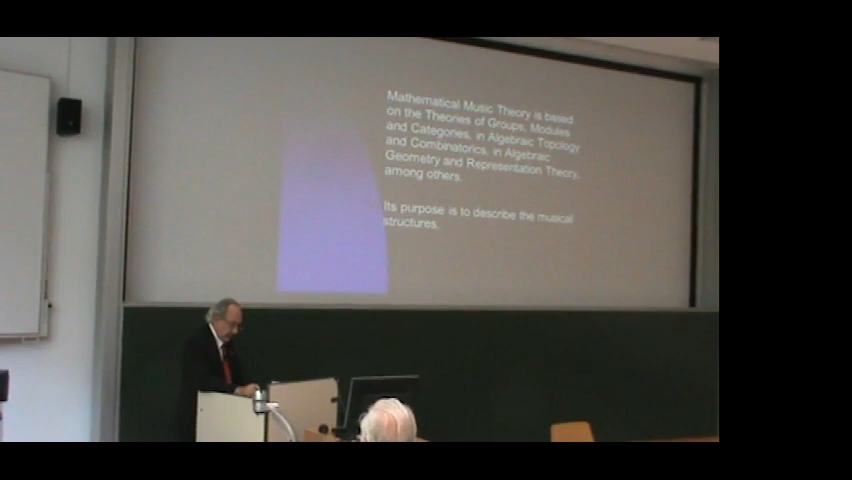 Mathematical Music Theory is based
on the Theories of Groups, Modules
and Categories, in Algebraic Topology
and Combinatorics, in Algebraic
Geometry and Representation Theory,
among others.
Its purpose is to describe the musical
structures.